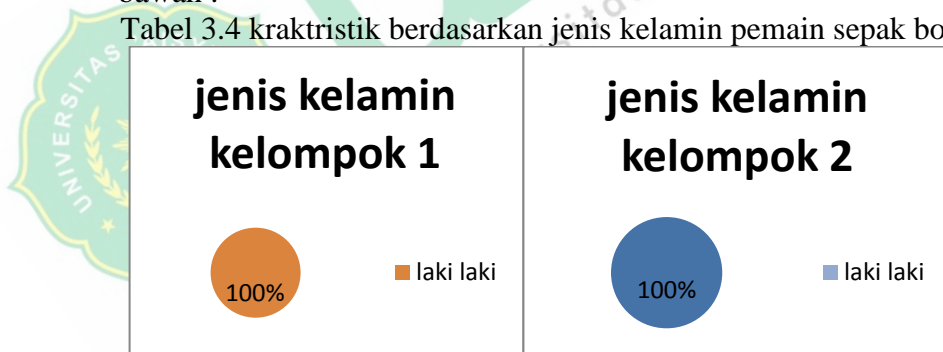 Tabel 3.4 kraktristik berdasarkan jenis kelamin pemain sepak bo
jenis kelamin
kelompok 1
100%
laki laki
jenis kelamin
kelompok 2
100%
laki laki